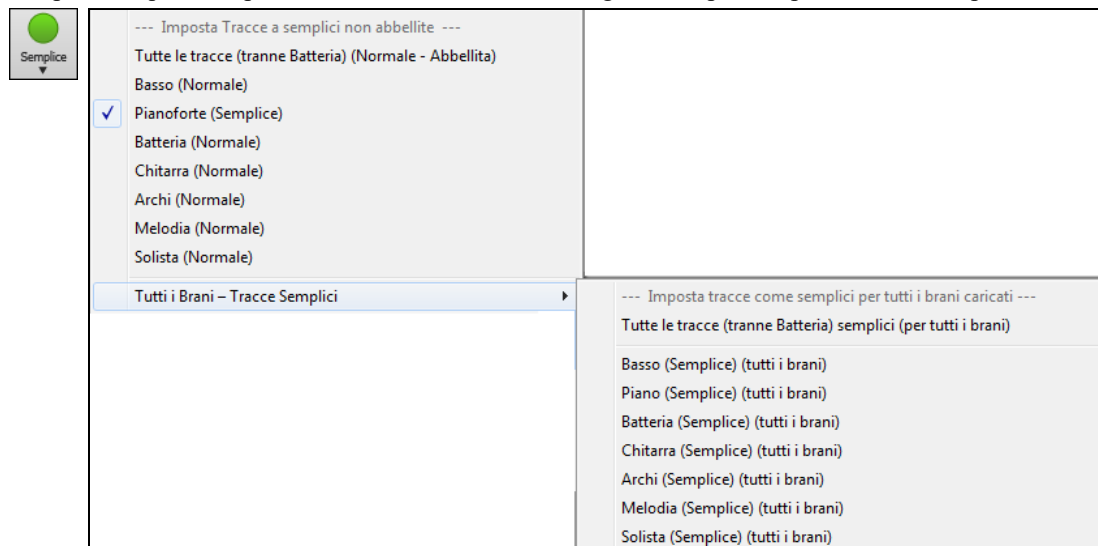 Semplice
--- Imposta Tracce a semplici non abbellite ---
Tutte le tracce (tranne Batteria) (Normale - Abbellita)
Basso (Normale)
Pianoforte (Semplice)
Batteria (Normale)
Chitarra (Normale)
Archi (Normale)
Melodia (Normale)
Solista (Normale)
Tutti i Brani – Tracce Semplici
--- Imposta tracce come semplici per tutti i brani caricati ---
Tutte le tracce (tranne Batteria) semplici (per tutti i brani)
Basso (Semplice) (tutti i brani)
Piano (Semplice) (tutti i brani)
Batteria (Semplice) (tutti i brani)
Chitarra (Semplice) (tutti i brani)
Archi (Semplice) (tutti i brani)
Melodia (Semplice) (tutti i brani)
Solista (Semplice) (tutti i brani)